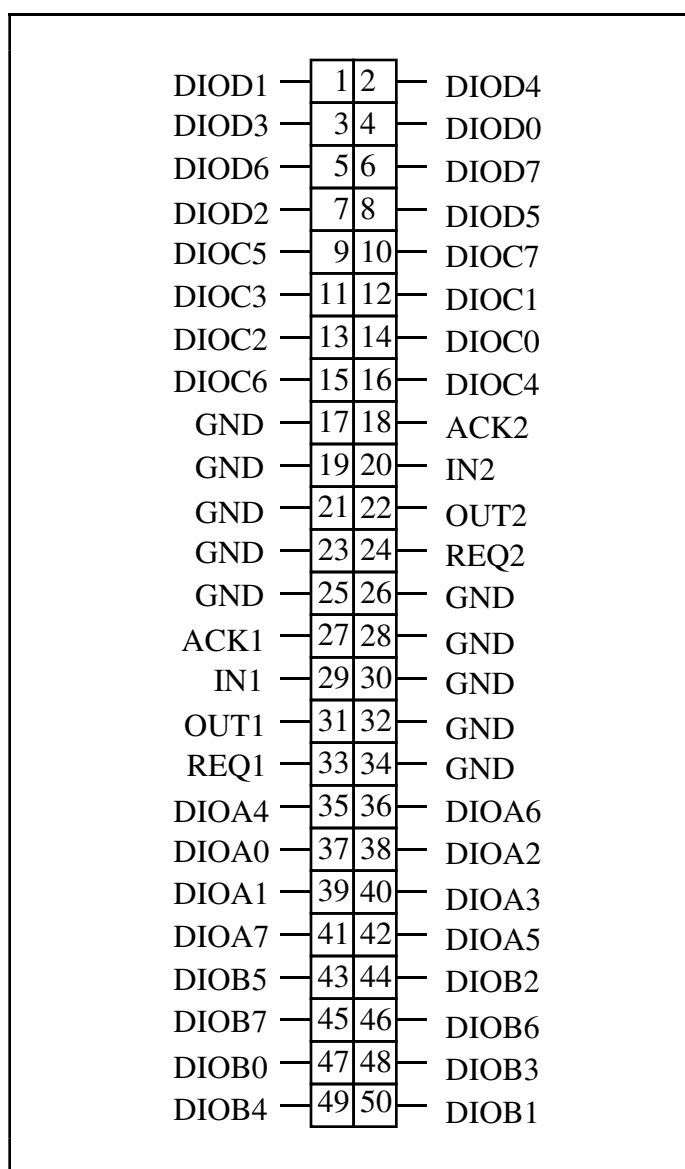 DIOD1 1 2 DIOD4
DIOD3 3 4 DIOD0
DIOD6 5 6 DIOD7
DIOD2 7 8 DIOD5
DIOC5 9 10 DIOC7
DIOC3 11 12 DIOC1
DIOC2 13 14 DIOC0
DIOC6 15 16 DIOC4
GND 17 18 ACK2
GND 19 20 IN2
GND 21 22 OUT2
GND 23 24 REQ2
GND 25 26 GND
ACK1 27 28 GND
IN1 29 30 GND
OUT1 31 32 GND
REQ1 33 34 GND
DIOA4 35 36 DIOA6
DIOA0 37 38 DIOA2
DIOA1 39 40 DIOA3
DIOA7 41 42 DIOA5
DIOB5 43 44 DIOB2
DIOB7 45 46 DIOB6
DIOB0 47 48 DIOB3
DIOB4 49 50 DIOB1